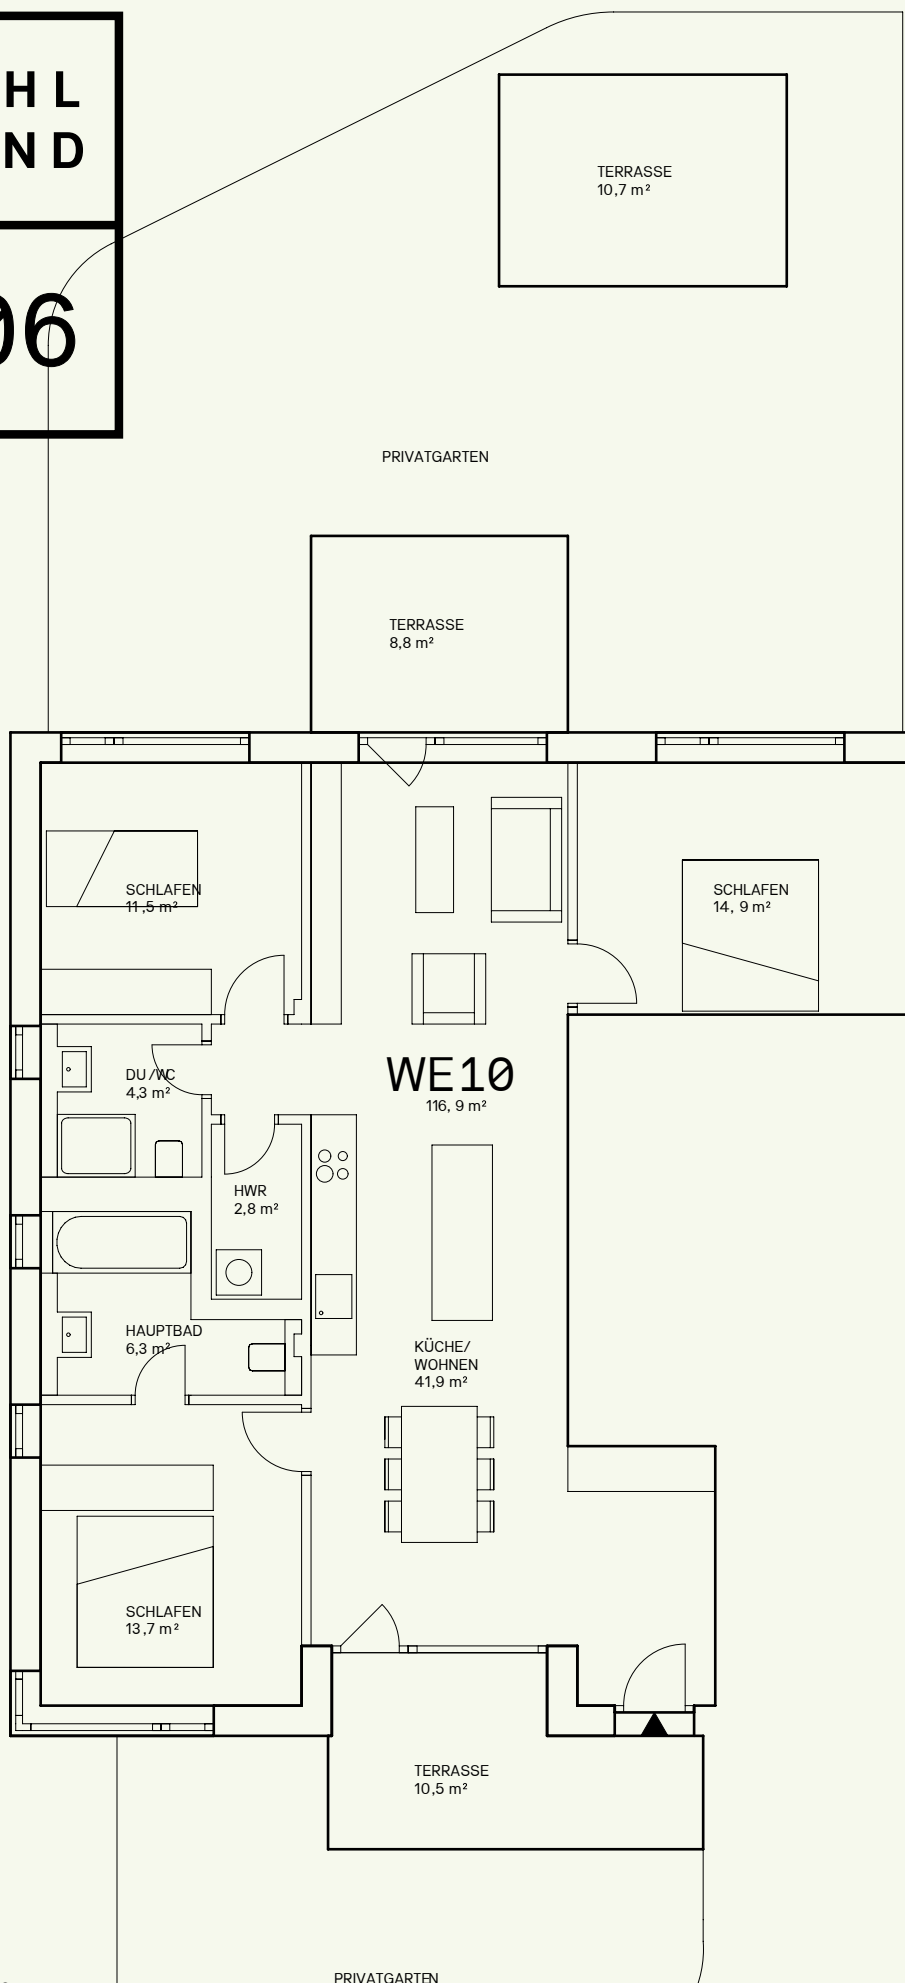 HL
ND
06
TERRASSE
10,7 m²
PRIVATGARTEN
TERRASSE
8,8 m²
SCHLAFEN
11,5 m²
SCHLAFEN
14, 9 m²
DU/WC
4,3 m²
WE10
116, 9 m²
HWR
2,8 m²
HAUPTBAD
6,3 m²
KÜCHE/
WOHNEN
41,9 m²
SCHLAFEN
13,7 m²
TERRASSE
10,5 m²
PRIVATGARTEN